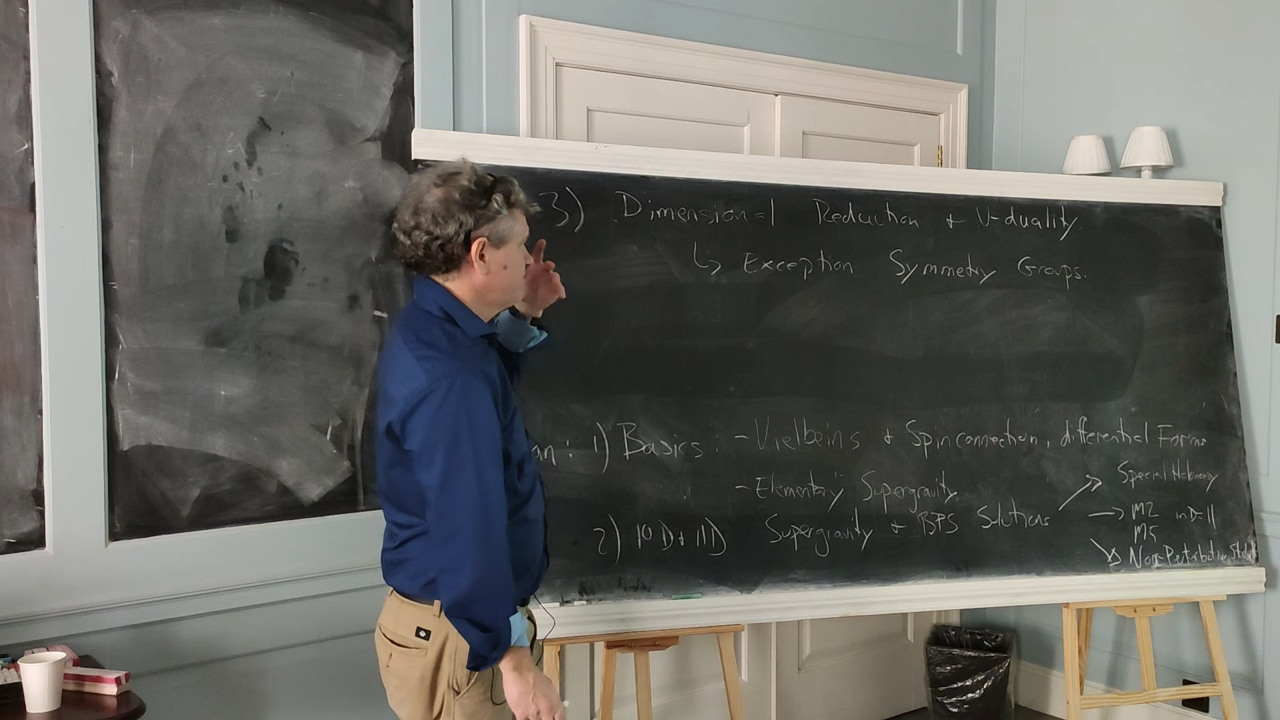 3) Dimensional Reduction + U-duality
↳ Exception Symmetry Groups.
an: 1) Basics: - Vielbeins + Spin connection, differential Forms
- Elementary Supergravity
2) 10D + 11D Supergravity + BPS Solutions
Special Holonomy
→ M2 in D=11
M5
Non-Perturbative States